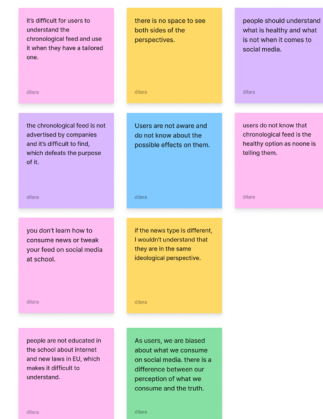 it's difficult for users to
understand the
chronological feed and use
it when they have a tailored
one.
dilara
there is no space to see
both sides of the
perspectives.
dilara
people should understand
what is healthy and what
is not when it comes to
social media.
dilara
the chronological feed is not
advertised by companies
and it's difficult to find,
which defeats the purpose
of it.
dilara
Users are not aware and
do not know about the
possible effects on them.
dilara
users do not know that
chronological feed is the
healthy option as noone is
telling them.
dilara
you don't learn how to
consume news or tweak
your feed on social media
at school.
dilara
if the news type is different,
I wouldn't understand that
they are in the same
ideological perspective.
dilara
people are not educated in
the school about internet
and new laws in EU, which
makes it difficult to
understand.
dilara
As users, we are biased
about what we consume
on social media. there is a
difference between our
perception of what we
consume and the truth.
dilara